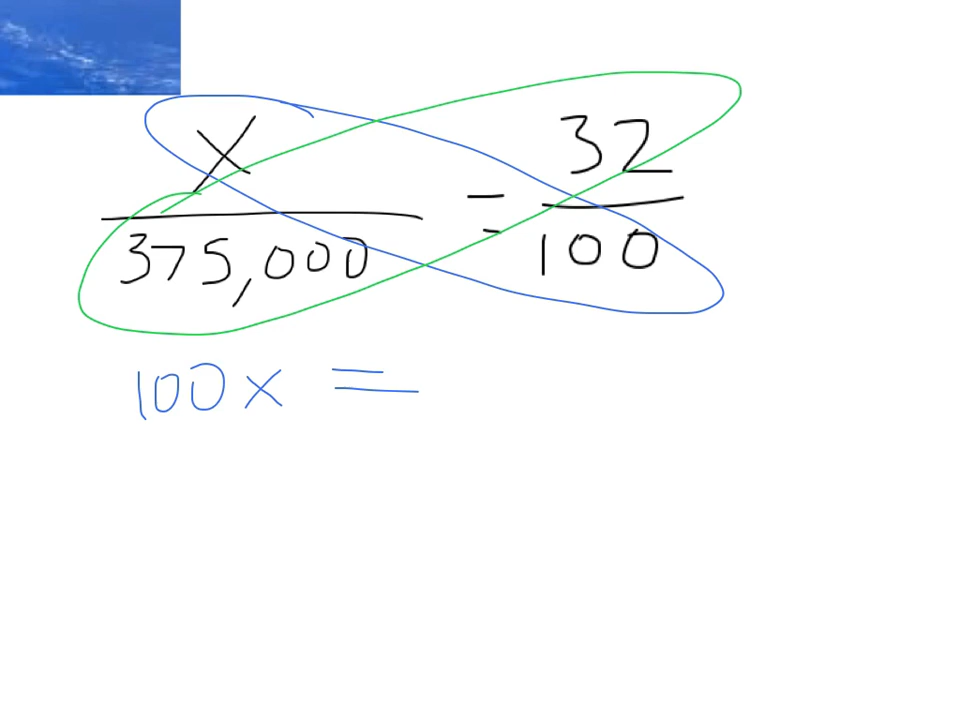 x/375,000 = 32/100
100x =